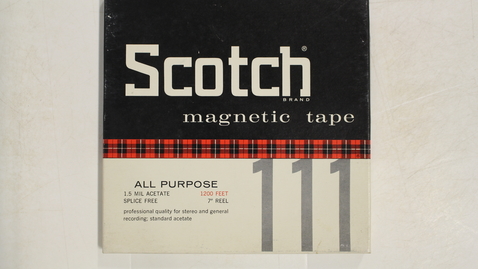 Scotch®
BRAND
magnetic tape
111
ALL PURPOSE
1.5 MIL ACETATE 1200 FEET
SPLICE FREE 7" REEL
professional quality for stereo and general
recording; standard acetate